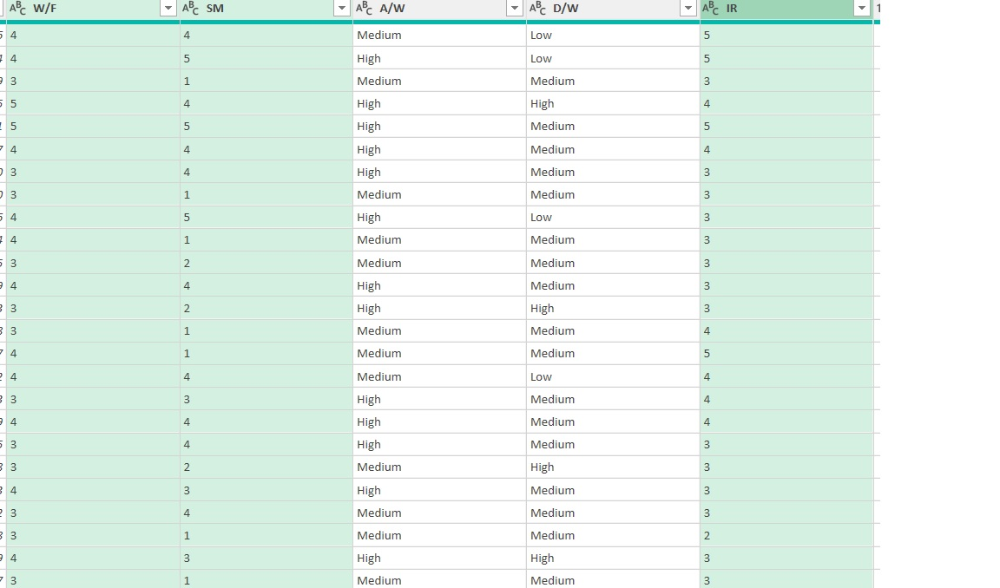 ABC W/F ABC SM ABC A/W ABC D/W ABC IR 1
4 4 Medium Low 5
4 5 High Low 5
3 1 Medium Medium 3
5 4 High High 4
5 5 High Medium 5
4 4 High Medium 4
3 4 High Medium 3
3 1 Medium Medium 3
4 5 High Low 3
4 1 Medium Medium 3
3 2 Medium Medium 3
4 4 High Medium 3
3 2 High High 3
3 1 Medium Medium 4
4 1 Medium Medium 5
4 4 Medium Low 4
3 3 High Medium 4
4 4 High Medium 4
3 4 High Medium 3
3 2 Medium High 3
4 3 High Medium 3
3 4 Medium Medium 3
3 1 Medium Medium 2
4 3 High High 3
3 1 Medium Medium 3